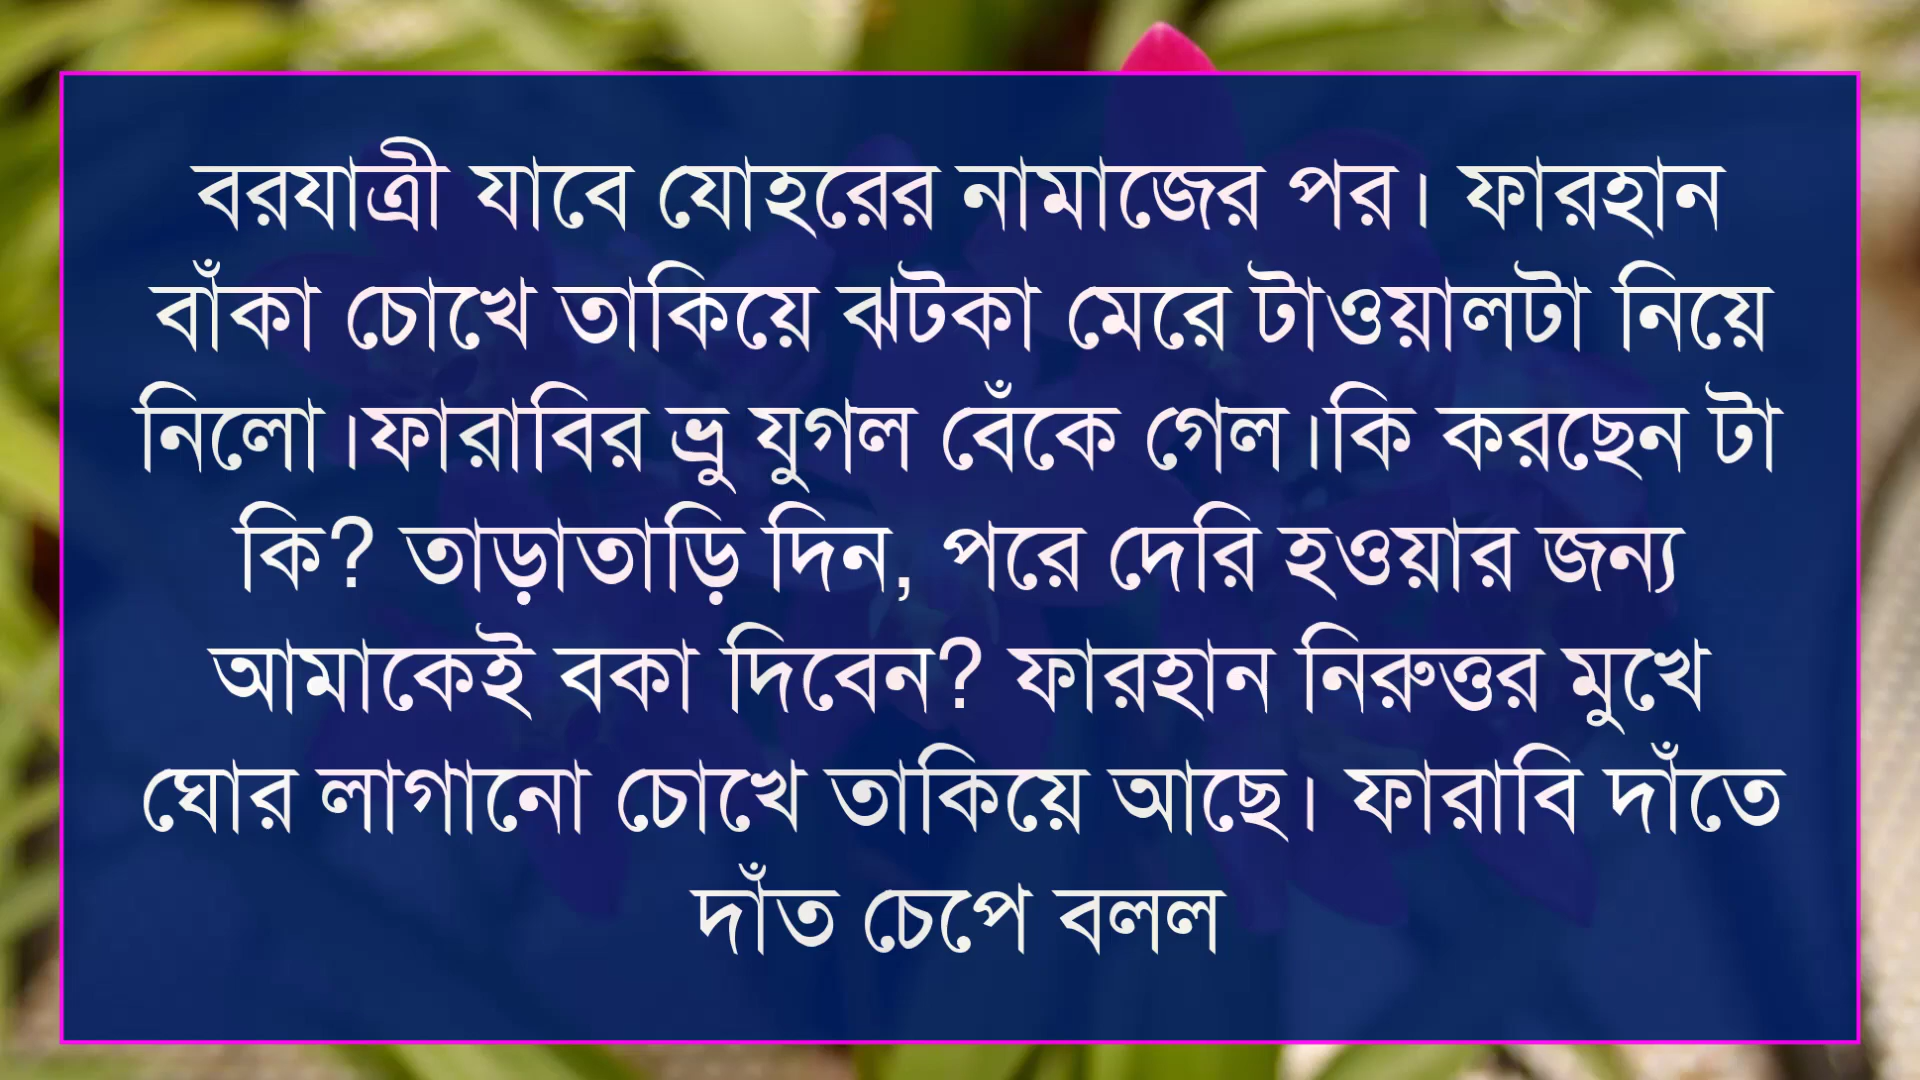 বরযাত্রী যাবে যোহরের নামাজের পর। ফারহান
বাঁকা চোখে তাকিয়ে ঝটকা মেরে টাওয়ালটা নিয়ে
নিলো।ফারাবির ভ্রু যুগল বেঁকে গেল।কি করছেন টা
কি? তাড়াতাড়ি দিন, পরে দেরি হওয়ার জন্য
আমাকেই বকা দিবেন? ফারহান নিরুত্তর মুখে
ঘোর লাগানো চোখে তাকিয়ে আছে। ফারাবি দাঁতে
দাঁত চেপে বলল